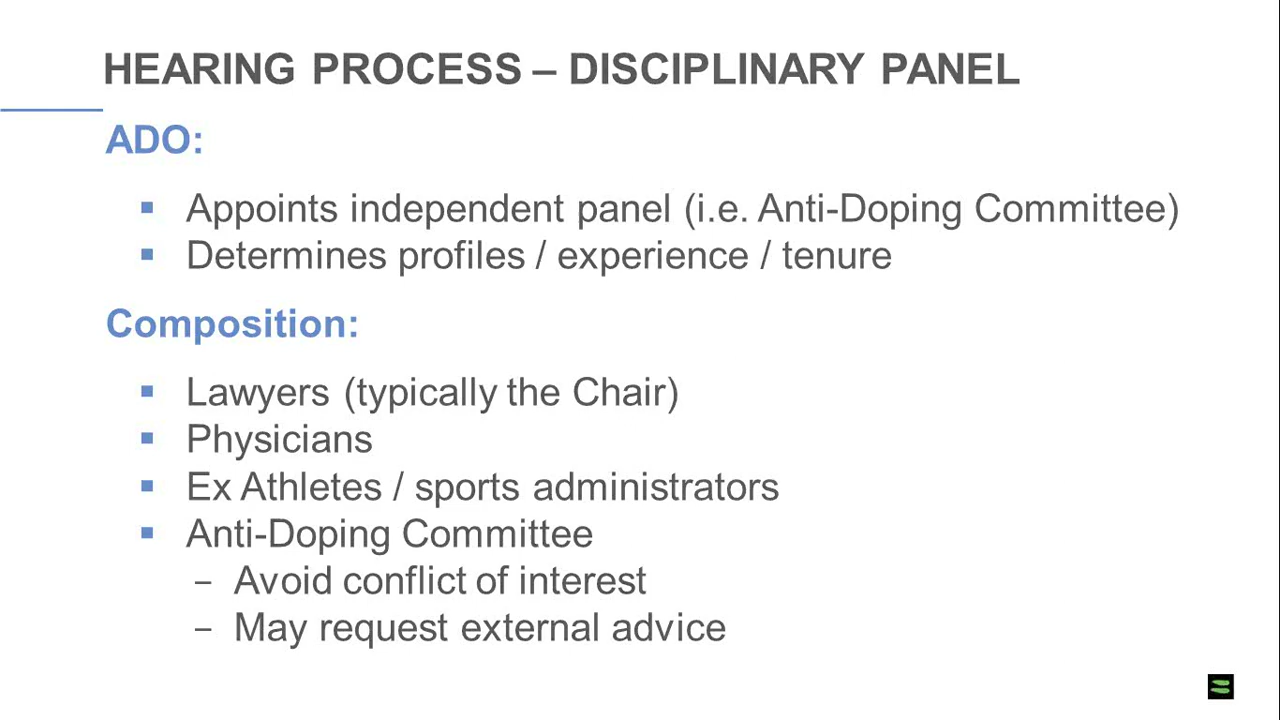 HEARING PROCESS – DISCIPLINARY PANEL
ADO:
▪ Appoints independent panel (i.e. Anti-Doping Committee)
▪ Determines profiles / experience / tenure
Composition:
▪ Lawyers (typically the Chair)
▪ Physicians
▪ Ex Athletes / sports administrators
▪ Anti-Doping Committee
– Avoid conflict of interest
– May request external advice